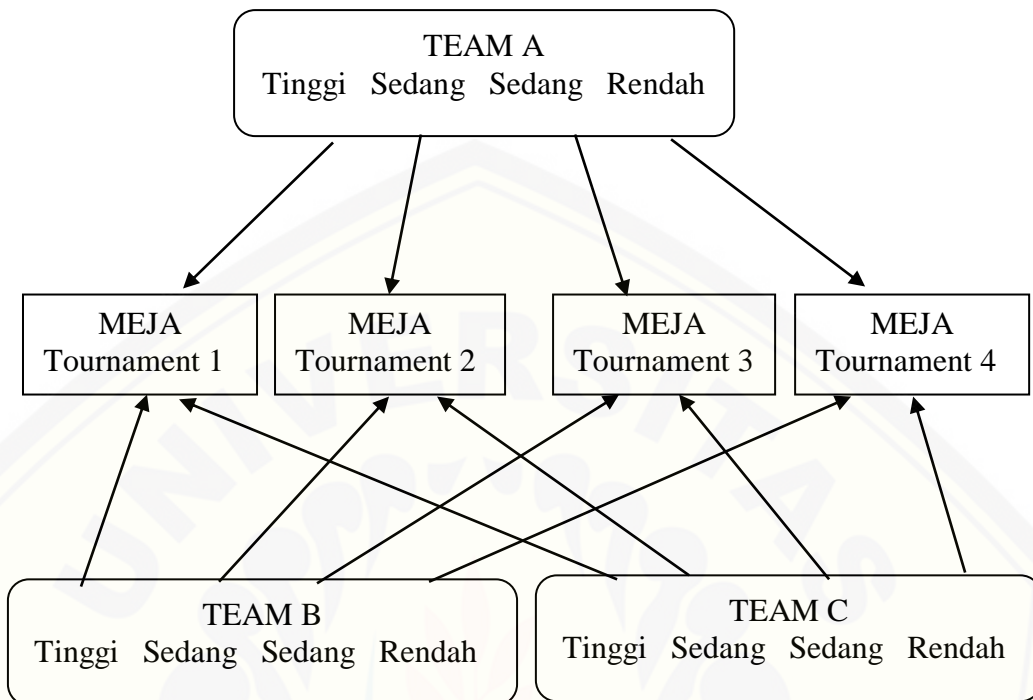 TEAM A
Tinggi Sedang Sedang Rendah
MEJA
Tournament 1
MEJA
Tournament 2
MEJA
Tournament 3
MEJA
Tournament 4
TEAM B
Tinggi Sedang Sedang Rendah
TEAM C
Tinggi Sedang Sedang Rendah
UNIVERSITAS